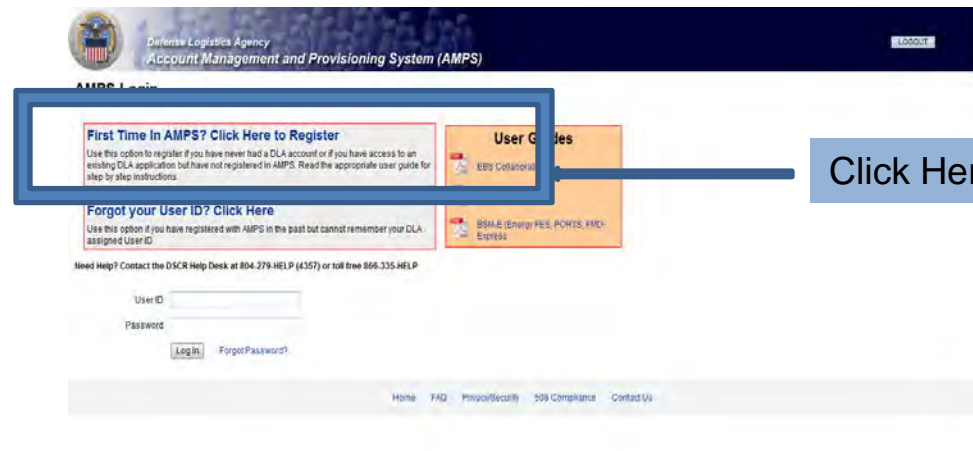 Defense Logistics Agency
Account Management and Provisioning System (AMPS)
LOGOUT
AMPS Login
First Time In AMPS? Click Here to Register
Use this option to register if you have never had a DLA account or if you have access to an
existing DLA application but have not registered in AMPS. Read the appropriate user guide for
step by step instructions.
User
EBS
Click
Forgot your User ID? Click Here
Use this option if you have registered with AMPS in the past but cannot remember your DLA
assigned User ID
BSM-E (Energy FES, PORTS, FMD-
Express
Need Help? Contact the DSCR Help Desk at 804-279-HELP (4357) or toll free 866-335-HELP
User ID
Password
Log In Forgot Password?
Home FAQ Privacy/Security 508 Compliance Contact Us